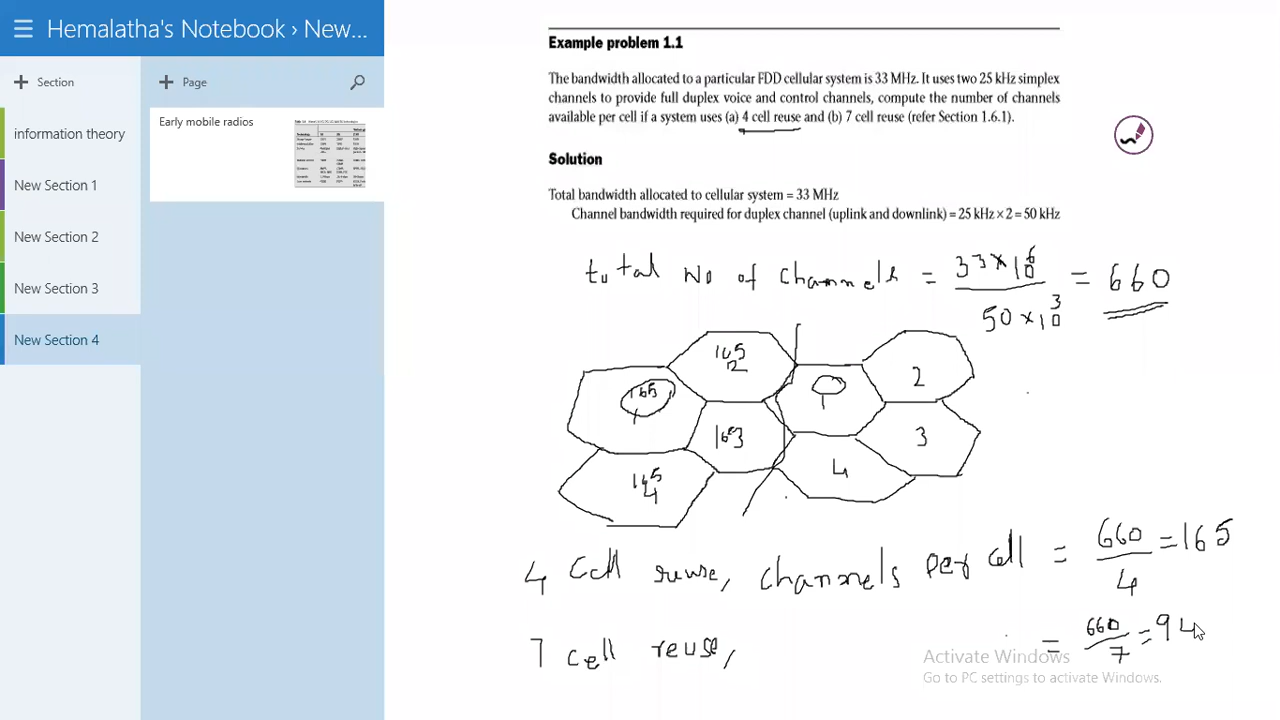 Hemalatha's Notebook › New...
+ Section
+ Page
information theory
New Section 1
New Section 2
New Section 3
New Section 4
Early mobile radios
Example problem 1.1
The bandwidth allocated to a particular FDD cellular system is 33 MHz. It uses two 25 kHz simplex
channels to provide full duplex voice and control channels, compute the number of channels
available per cell if a system uses (a) 4 cell reuse and (b) 7 cell reuse (refer Section 1.6.1).
Solution
Total bandwidth allocated to cellular system = 33 MHz
Channel bandwidth required for duplex channel (uplink and downlink) = 25 kHz × 2 = 50 kHz
total No of channels = 33 × 10⁶ / 50 × 10³ = 660
165
2
165
1
165
4
1
2
3
4
4 Cell reuse, channels per cell = 660 / 4 = 165
7 cell reuse, = 660 / 7 = 94
Activate Windows
Go to PC settings to activate Windows.